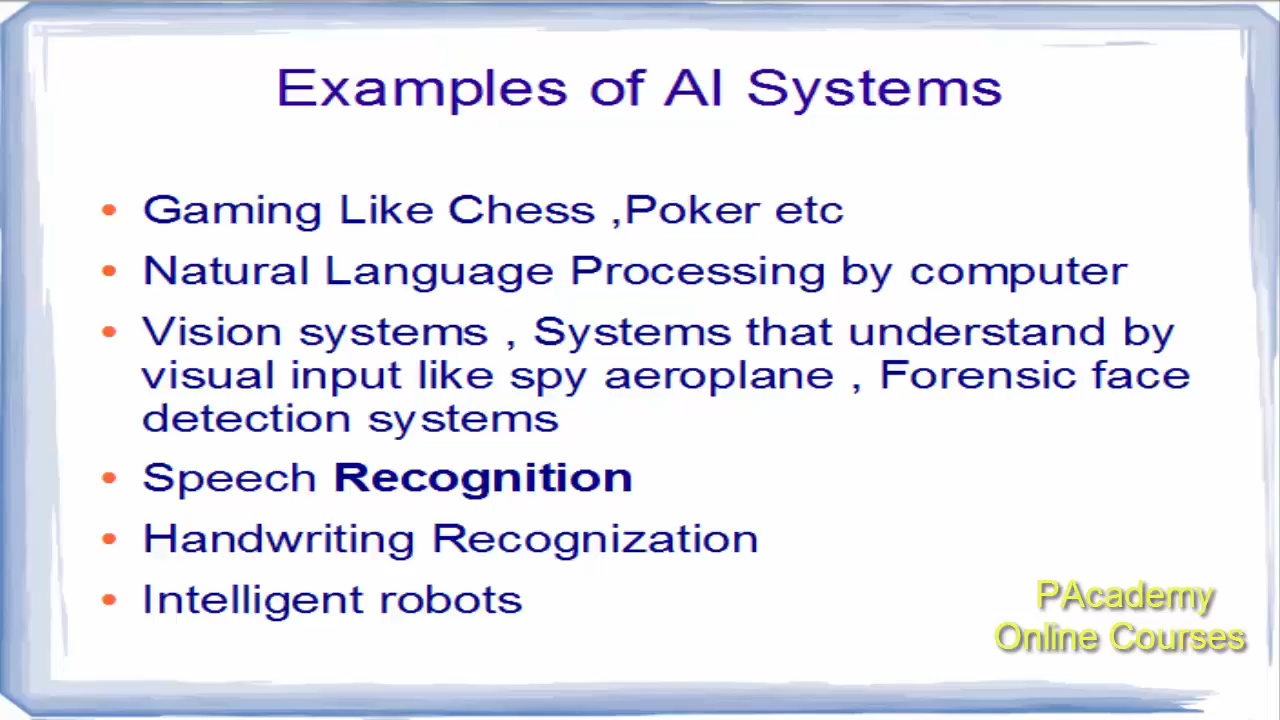 Examples of AI Systems
• Gaming Like Chess ,Poker etc
• Natural Language Processing by computer
• Vision systems , Systems that understand by
visual input like spy aeroplane , Forensic face
detection systems
• Speech Recognition
• Handwriting Recognization
• Intelligent robots
PAcademy
Online Courses